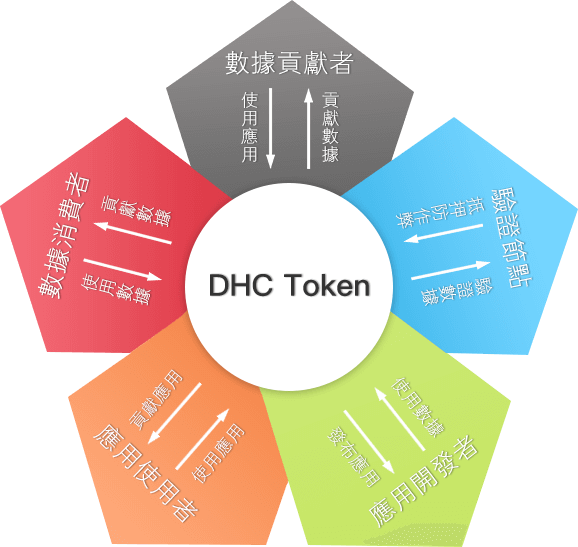 數據貢獻者
使用應用
貢獻數據
數據消費者
貢獻數據
使用數據
驗證節點
抵押防作弊
驗證數據
DHC Token
應用使用者
貢獻應用
使用應用
應用開發者
使用數據
發布應用